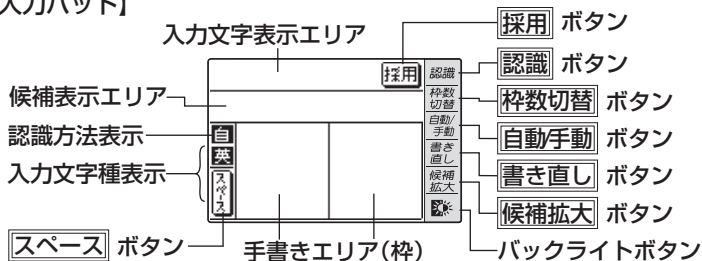 入力パッド】
入力文字表示エリア
採用 ボタン
認識 ボタン
枠数切替 ボタン
自動/手動 ボタン
書き直し ボタン
候補拡大 ボタン
バックライトボタン
候補表示エリア
認識方法表示
入力文字種表示
スペース ボタン
手書きエリア(枠)
採用
認識
枠数
切替
自動/
手動
書き
直し
候補
拡大
自
英
スペース